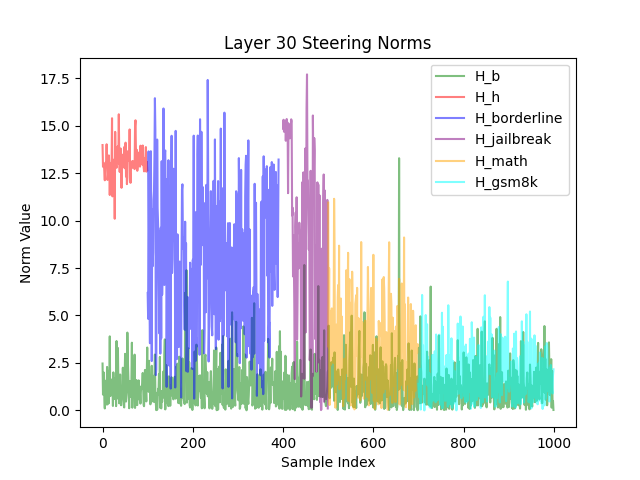 Layer 30 Steering Norms
H_b
H_h
H_borderline
H_jailbreak
H_math
H_gsm8k
Norm Value
17.5
15.0
12.5
10.0
7.5
5.0
2.5
0.0
0
200
400
600
800
1000
Sample Index